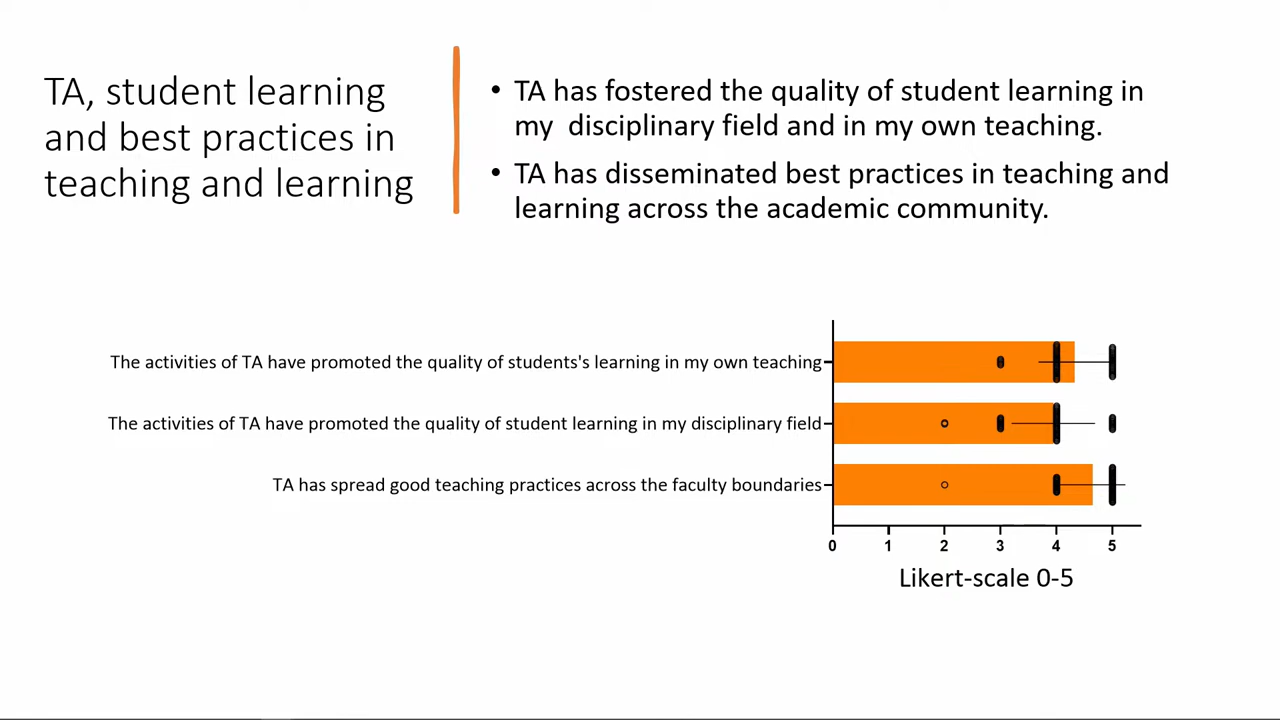 TA, student learning
and best practices in
teaching and learning
• TA has fostered the quality of student learning in
my disciplinary field and in my own teaching.
• TA has disseminated best practices in teaching and
learning across the academic community.
The activities of TA have promoted the quality of students's learning in my own teaching
The activities of TA have promoted the quality of student learning in my disciplinary field
TA has spread good teaching practices across the faculty boundaries
0 1 2 3 4 5
Likert-scale 0-5